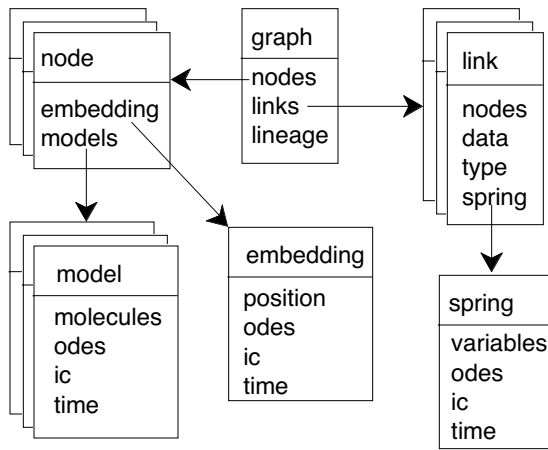 node
embedding
models
graph
nodes
links
lineage
link
nodes
data
type
spring
model
molecules
odes
ic
time
embedding
position
odes
ic
time
spring
variables
odes
ic
time